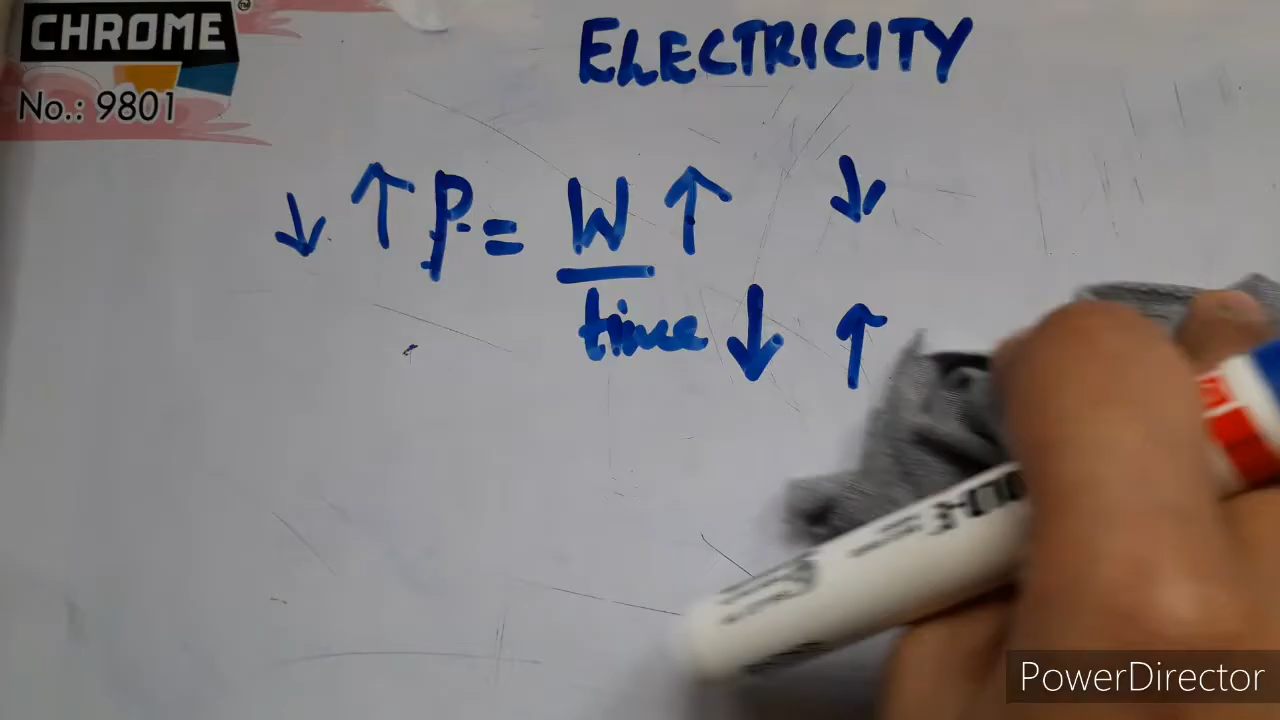 CHROME
No.: 9801
ELECTRICITY
↓ ↑ P = W ↑ ↓
time ↓ ↑
PowerDirector